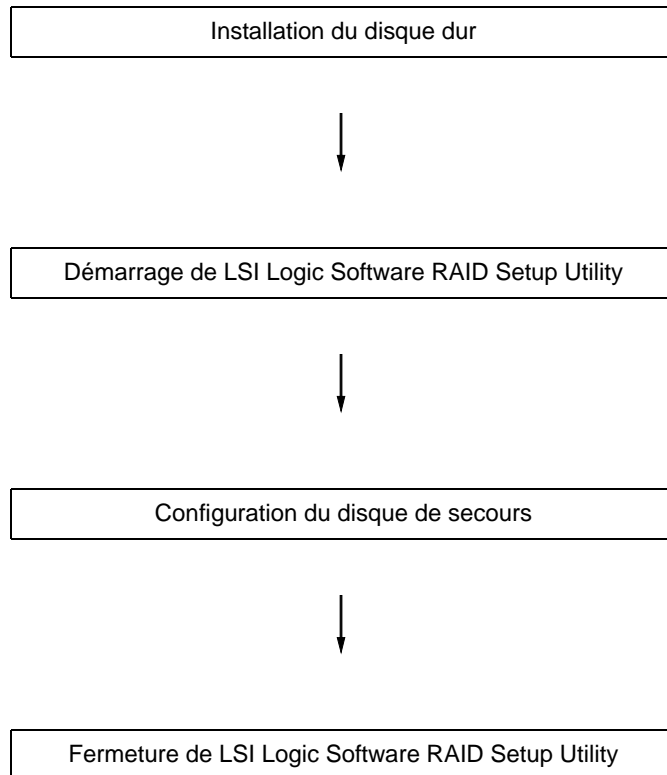 Installation du disque dur
Démarrage de LSI Logic Software RAID Setup Utility
Configuration du disque de secours
Fermeture de LSI Logic Software RAID Setup Utility